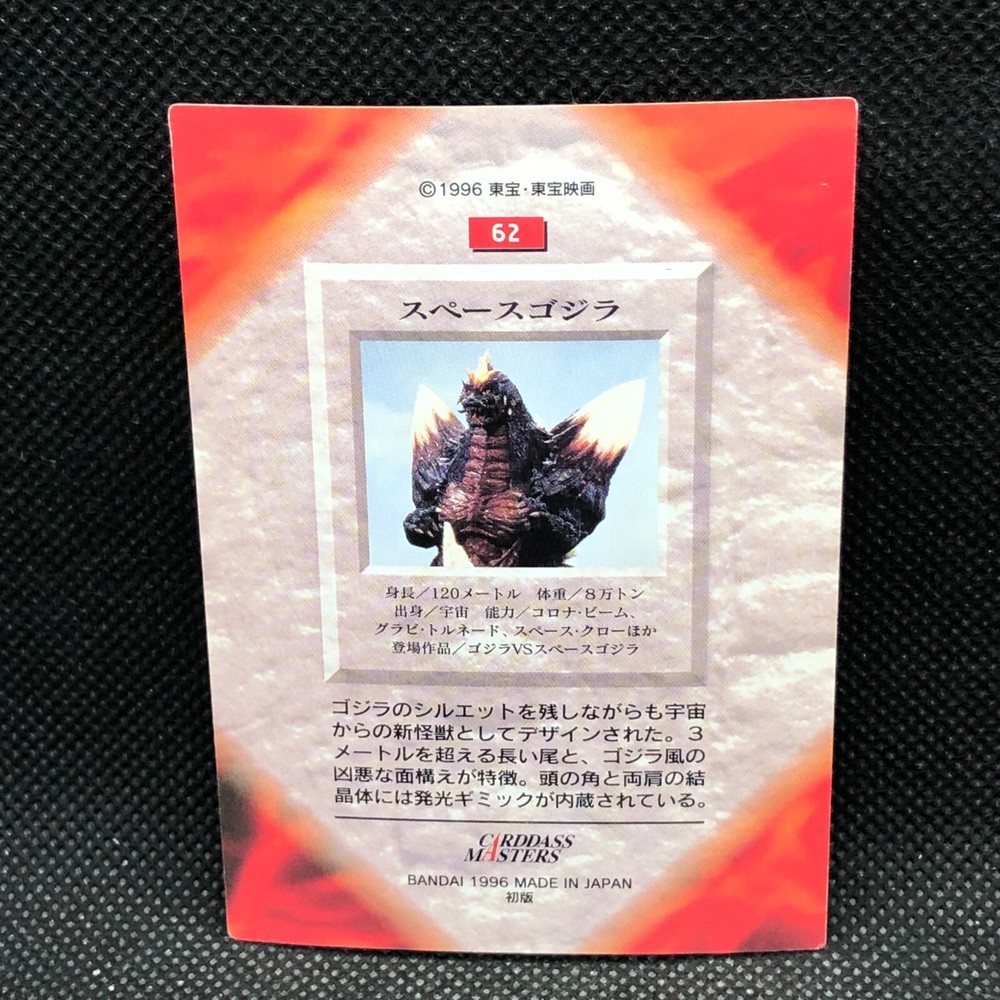 ©1996 東宝・東宝映画
62
スペースゴジラ
身長／120メートル　体重／8万トン
出身／宇宙　能力／コロナ・ビーム、
グラビ・トルネード、スペース・クローほか
登場作品／ゴジラVSスペースゴジラ
ゴジラのシルエットを残しながらも宇宙
からの新怪獣としてデザインされた。3
メートルを超える長い尾と、ゴジラ風の
凶悪な面構えが特徴。頭の角と両肩の結
晶体には発光ギミックが内蔵されている。
CARDDASS
MASTERS
BANDAI 1996 MADE IN JAPAN
初版